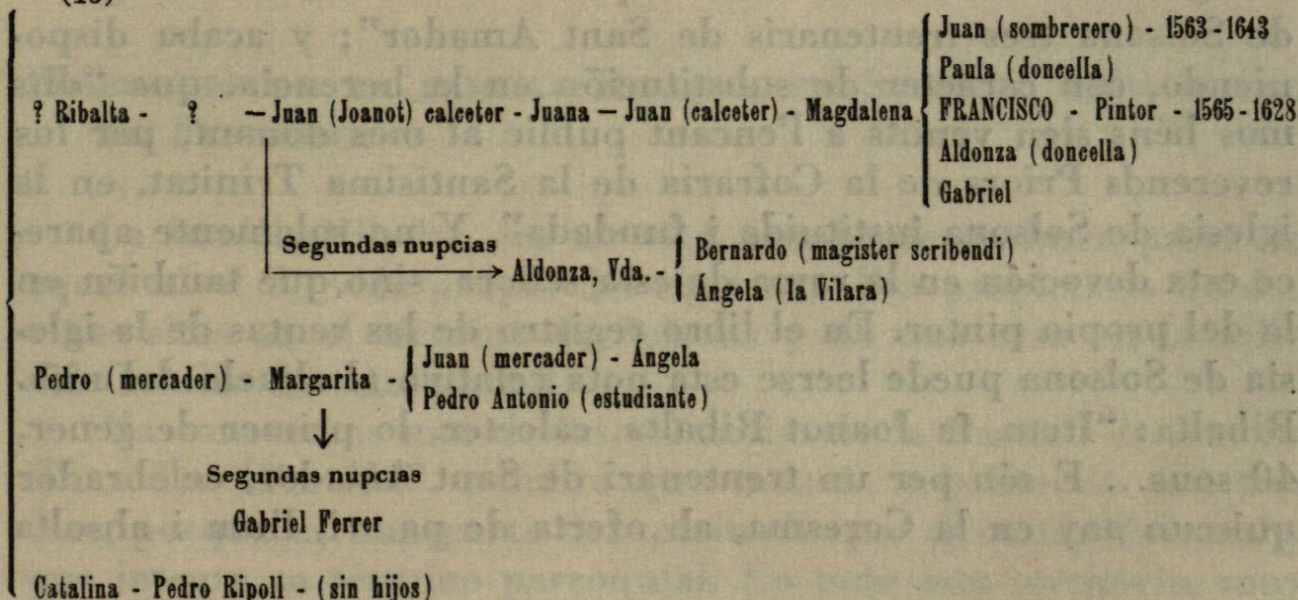 Juan (sombrerero) - 1563-1643
Paula (doncella)
? Ribalta - ? — Juan (Joanot) calceter - Juana — Juan (calceter) - Magdalena FRANCISCO - Pintor - 1565-1628
Aldonza (doncella)
Gabriel
Segundas nupcias
Aldonza, Vda. -
Bernardo (magister scribendi)
Ángela (la Vilara)
Pedro (mercader) - Margarita -
Juan (mercader) - Ángela
Pedro Antonio (estudiante)
Segundas nupcias
Gabriel Ferrer
Catalina - Pedro Ripoll - (sin hijos)